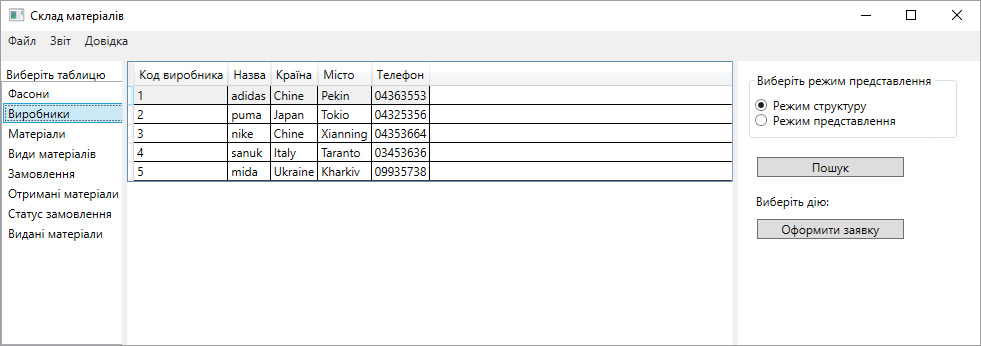 Склад матеріалів
Файл Звіт Довідка
Виберіть таблицю
Фасони
Виробники
Матеріали
Види матеріалів
Замовлення
Отримані матеріали
Статус замовлення
Видані матеріали
Код виробника Назва Країна Місто Телефон
1 adidas Chine Pekin 04363553
2 puma Japan Tokio 04325356
3 nike Chine Xianning 04353664
4 sanuk Italy Taranto 03453636
5 mida Ukraine Kharkiv 09935738
Виберіть режим представлення
Режим структуру
Режим представлення
Пошук
Виберіть дію:
Оформити заявку